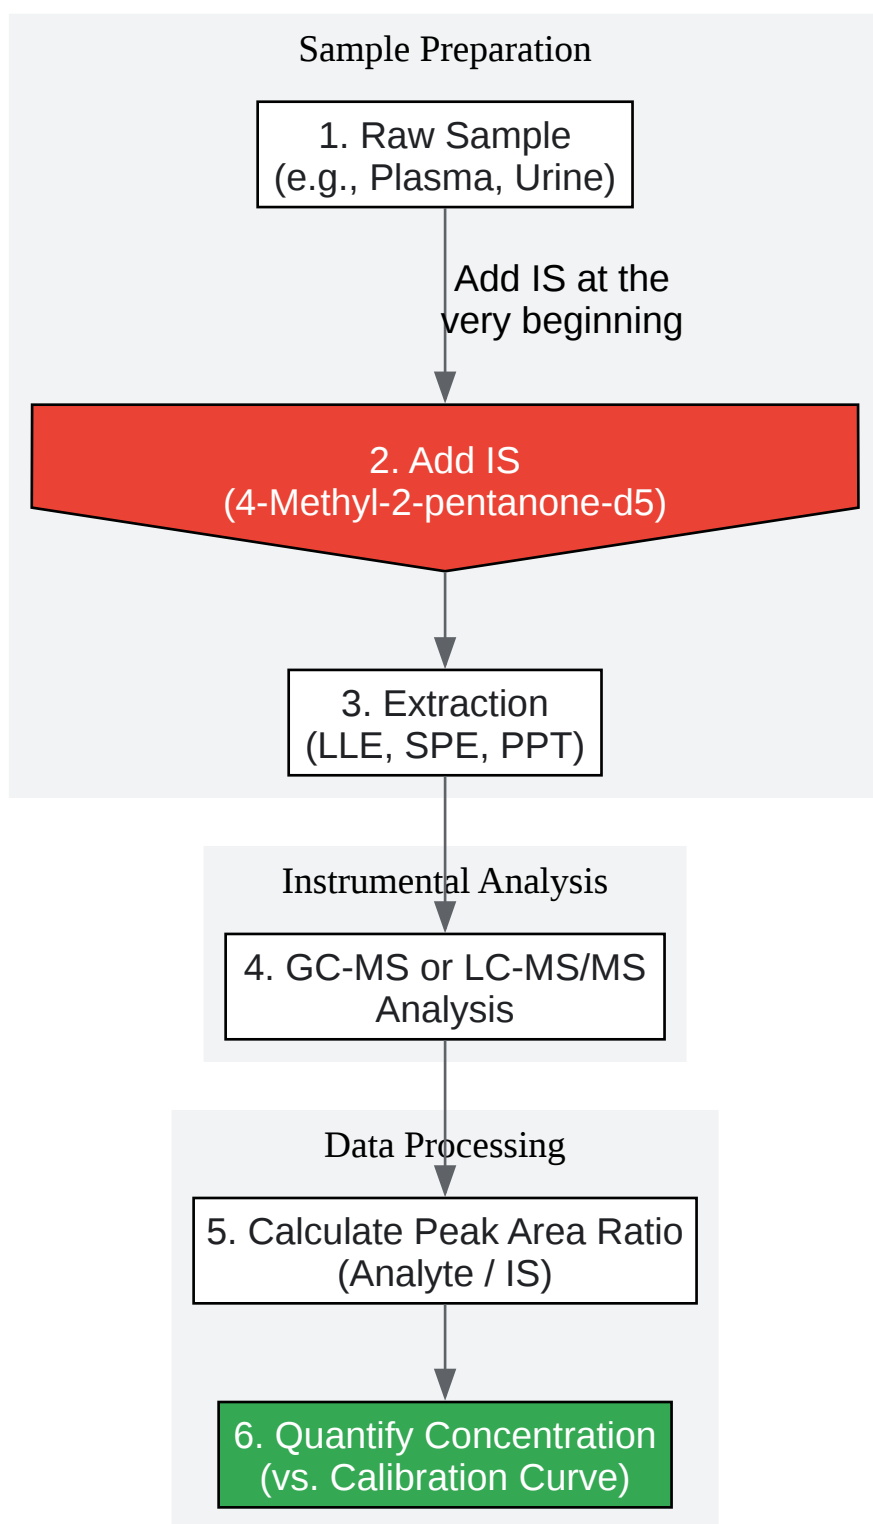 Sample Preparation
1. Raw Sample
(e.g., Plasma, Urine)
Add IS at the
very beginning
2. Add IS
(4-Methyl-2-pentanone-d5)
3. Extraction
(LLE, SPE, PPT)
Instrumental Analysis
4. GC-MS or LC-MS/MS
Analysis
Data Processing
5. Calculate Peak Area Ratio
(Analyte / IS)
6. Quantify Concentration
(vs. Calibration Curve)